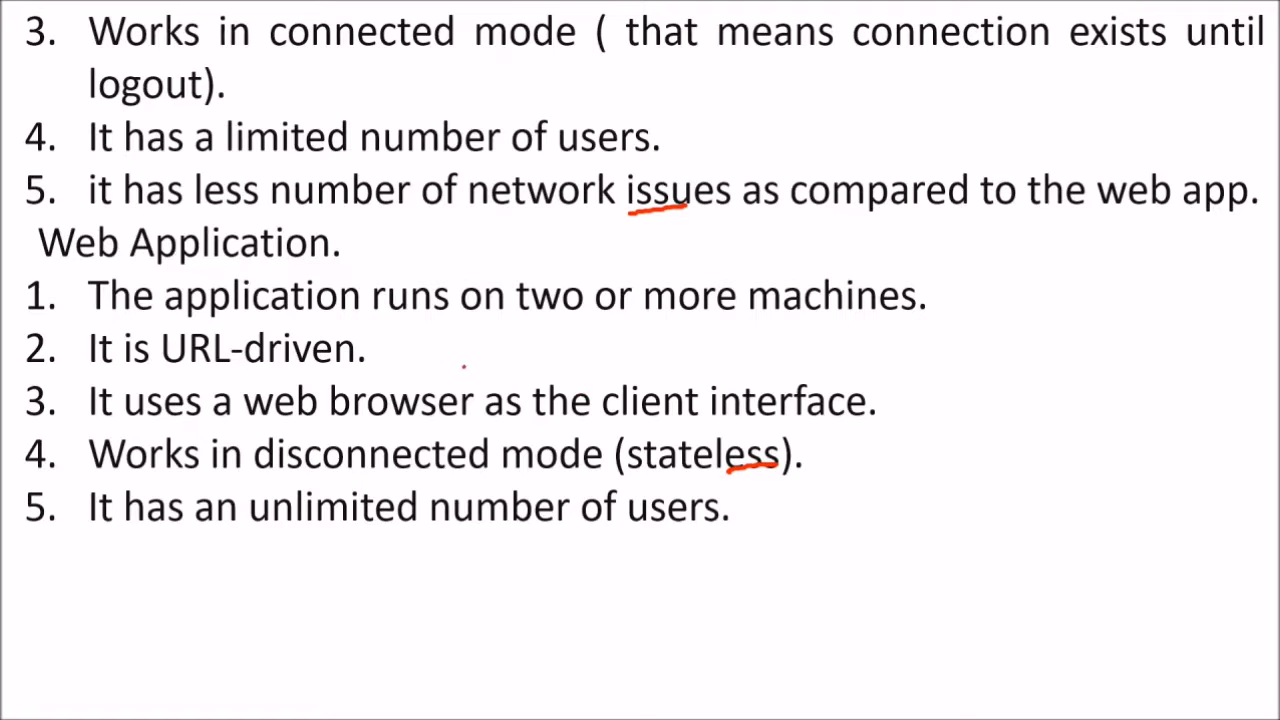 3. Works in connected mode ( that means connection exists until
logout).
4. It has a limited number of users.
5. it has less number of network issues as compared to the web app.
Web Application.
1. The application runs on two or more machines.
2. It is URL-driven.
3. It uses a web browser as the client interface.
4. Works in disconnected mode (stateless).
5. It has an unlimited number of users.